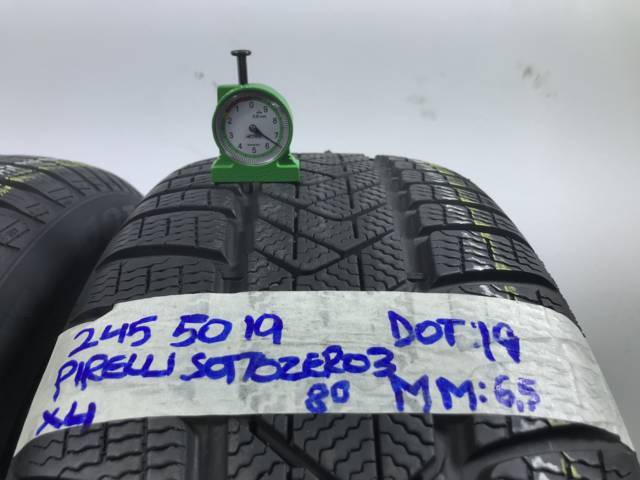 245 50 19 DOT:19
PIRELLI SOTTOZERO3
X4 80 MM:6,5